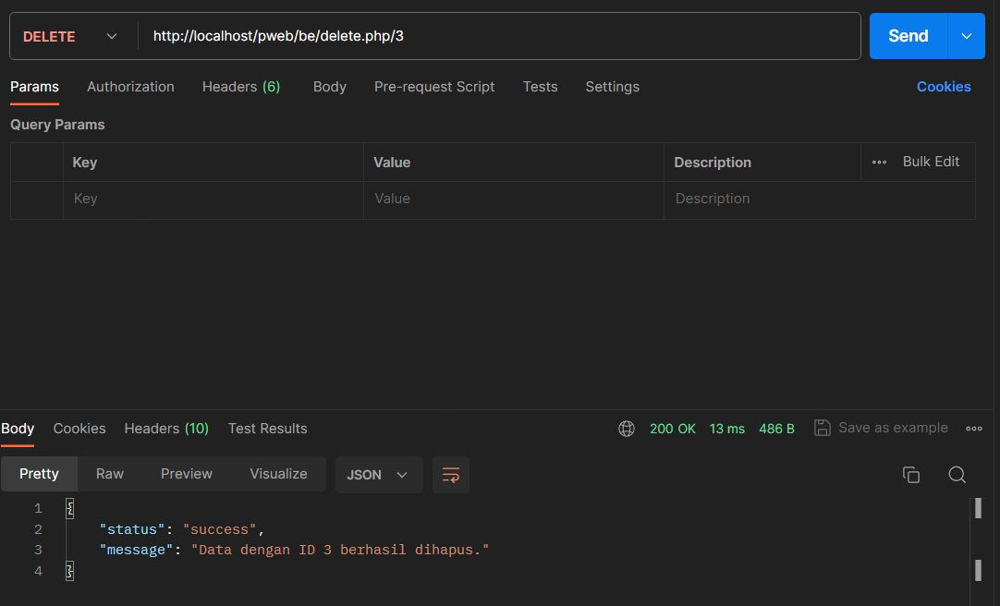 DELETE http://localhost/pweb/be/delete.php/3 Send
Params Authorization Headers (6) Body Pre-request Script Tests Settings Cookies
Query Params
Key Value Description Bulk Edit
Key Value Description
Body Cookies Headers (10) Test Results 200 OK 13 ms 486 B Save as example
Pretty Raw Preview Visualize JSON
1 {
2 "status": "success",
3 "message": "Data dengan ID 3 berhasil dihapus."
4 }